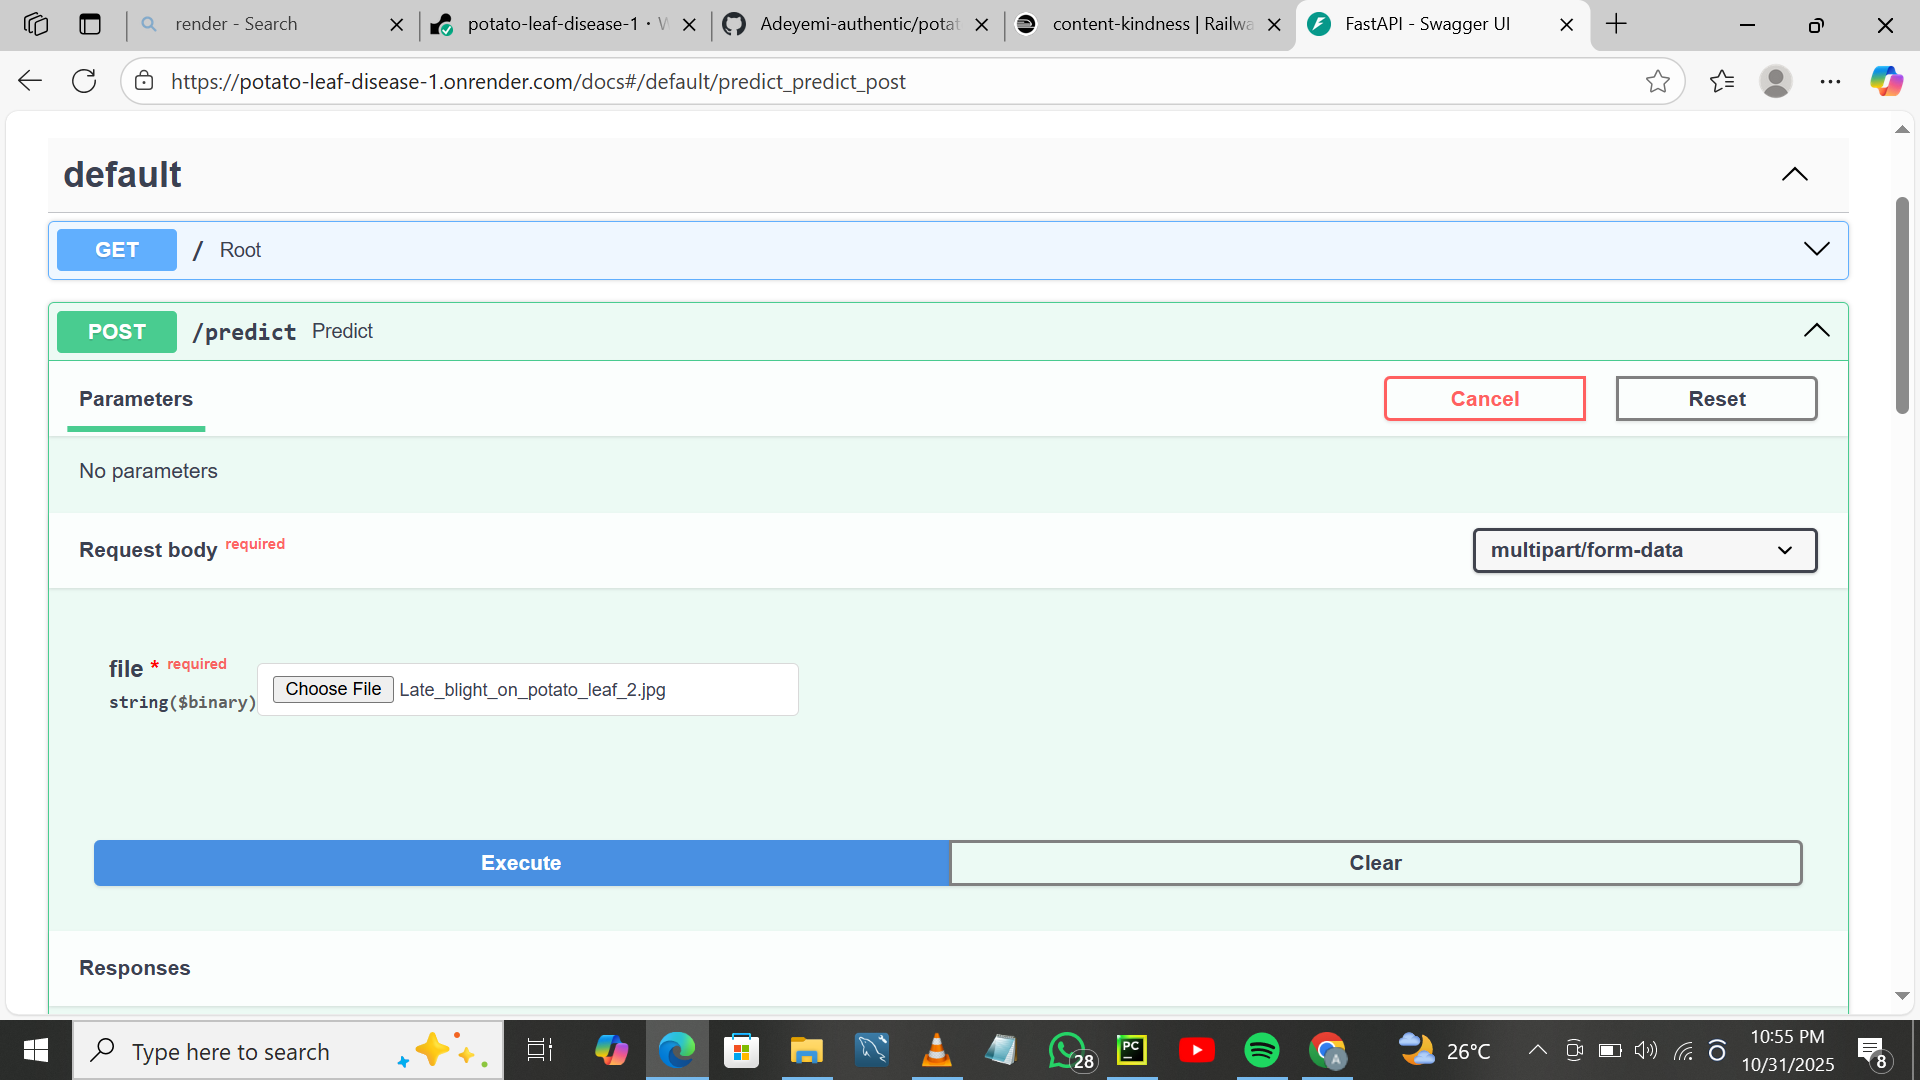 render - Search
potato-leaf-disease-1 · W
Adeyemi-authentic/potat
content-kindness | Railwa
FastAPI - Swagger UI
https://potato-leaf-disease-1.onrender.com/docs#/default/predict_predict_post
default
GET / Root
POST /predict Predict
Parameters
Cancel
Reset
No parameters
Request body required
multipart/form-data
file * required
string($binary)
Choose File Late_blight_on_potato_leaf_2.jpg
Execute
Clear
Responses
Type here to search
28
PC
A
26°C
10:55 PM
10/31/2025
8